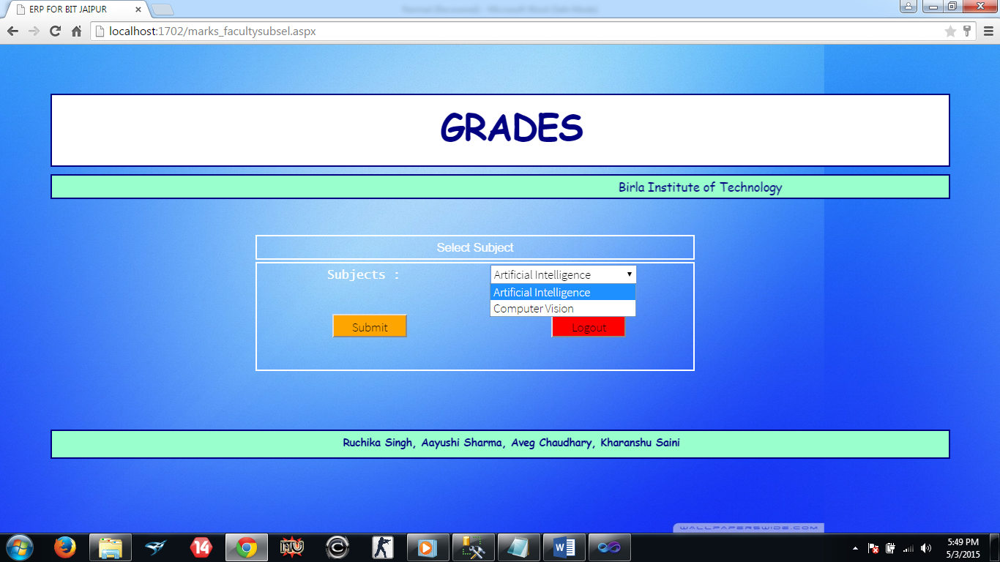 ERP FOR BIT JAIPUR
localhost:1702/marks_facultysubsel.aspx
GRADES
Birla Institute of Technology
Select Subject
Subjects :
Artificial Intelligence
Artificial Intelligence
Computer Vision
Submit
Logout
Ruchika Singh, Aayushi Sharma, Aveg Chaudhary, Kharanshu Saini
WALLPAPERSWIDE.COM
14
MU
5:49 PM
5/3/2015